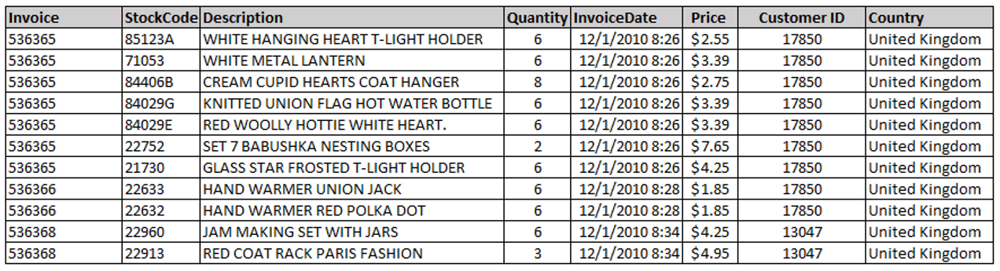 Invoice StockCode Description Quantity InvoiceDate Price Customer ID Country
536365 85123A WHITE HANGING HEART T-LIGHT HOLDER 6 12/1/2010 8:26 $2.55 17850 United Kingdom
536365 71053 WHITE METAL LANTERN 6 12/1/2010 8:26 $3.39 17850 United Kingdom
536365 84406B CREAM CUPID HEARTS COAT HANGER 8 12/1/2010 8:26 $2.75 17850 United Kingdom
536365 84029G KNITTED UNION FLAG HOT WATER BOTTLE 6 12/1/2010 8:26 $3.39 17850 United Kingdom
536365 84029E RED WOOLLY HOTTIE WHITE HEART. 6 12/1/2010 8:26 $3.39 17850 United Kingdom
536365 22752 SET 7 BABUSHKA NESTING BOXES 2 12/1/2010 8:26 $7.65 17850 United Kingdom
536365 21730 GLASS STAR FROSTED T-LIGHT HOLDER 6 12/1/2010 8:26 $4.25 17850 United Kingdom
536366 22633 HAND WARMER UNION JACK 6 12/1/2010 8:28 $1.85 17850 United Kingdom
536366 22632 HAND WARMER RED POLKA DOT 6 12/1/2010 8:28 $1.85 17850 United Kingdom
536368 22960 JAM MAKING SET WITH JARS 6 12/1/2010 8:34 $4.25 13047 United Kingdom
536368 22913 RED COAT RACK PARIS FASHION 3 12/1/2010 8:34 $4.95 13047 United Kingdom